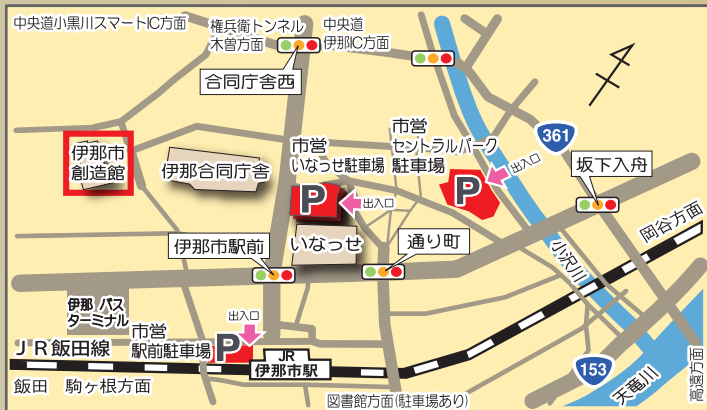 中央道小黒川スマートIC方面
権兵衛トンネル
木曽方面
中央道
伊那IC方面
合同庁舎西
361
伊那市
創造館
伊那合同庁舎
市営
いなっせ駐車場
P
出入口
市営
セントラルパーク
駐車場
P
出入口
坂下入舟
岡谷方面
伊那市駅前
いなっせ
通り町
小沢川
伊那 バス
ターミナル
市営
駅前駐車場
P
出入口
JR飯田線
JR
伊那市駅
飯田 駒ヶ根方面
図書館方面(駐車場あり)
153
天竜川
高遠方面